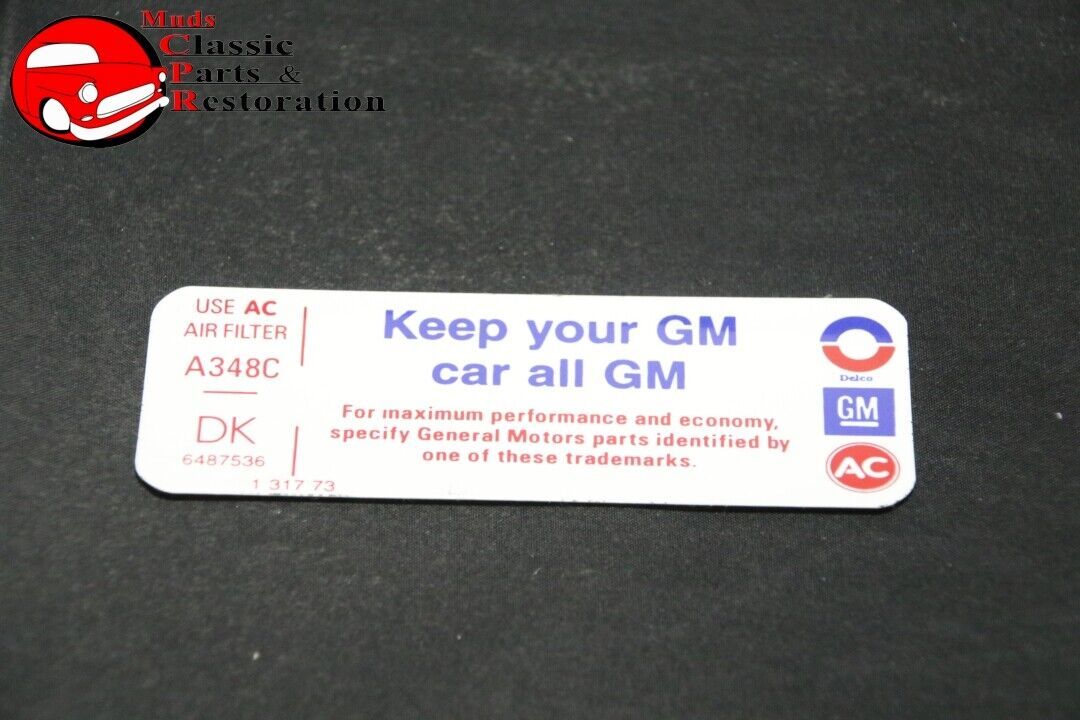 Muds
Classic
Parts &
Restoration
USE AC
AIR FILTER
A348C
DK
6487536
1 317 73
Keep your GM
car all GM
For maximum performance and economy,
specify General Motors parts identified by
one of these trademarks.
Delco
GM
AC